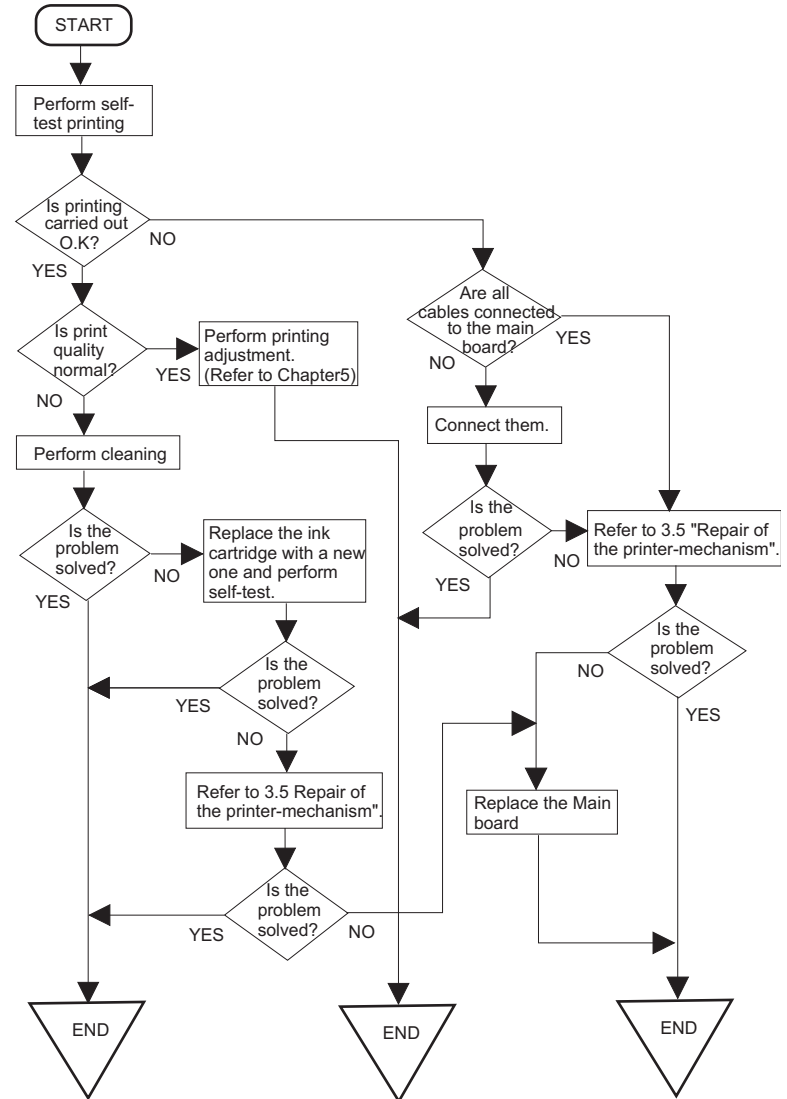 START
Perform self-
test printing
Is printing
carried out
O.K?
NO
YES
Is print
quality
normal?
YES
NO
Perform printing
adjustment.
(Refer to Chapter5)
Are all
cables connected
to the main
board?
YES
NO
Connect them.
Perform cleaning
Is the
problem
solved?
NO
YES
Replace the ink
cartridge with a new
one and perform
self-test.
Is the
problem
solved?
NO
YES
Refer to 3.5 "Repair of
the printer-mechanism".
Is the
problem
solved?
YES
NO
Is the
problem
solved?
NO
YES
Refer to 3.5 Repair of
the printer-mechanism".
Replace the Main
board
Is the
problem
solved?
YES
NO
END
END
END